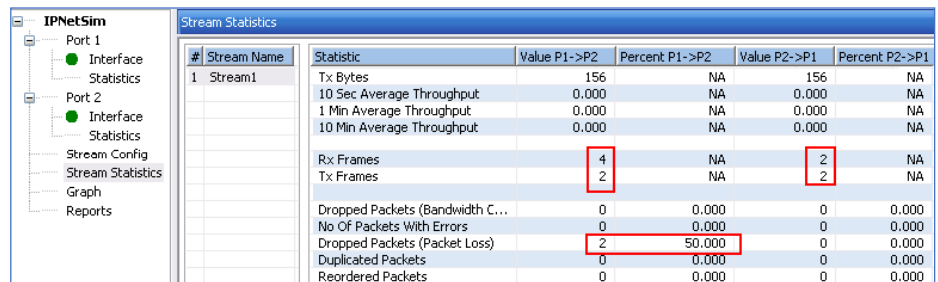 IPNetSim
Port 1
Interface
Statistics
Port 2
Interface
Statistics
Stream Config
Stream Statistics
Graph
Reports
Stream Statistics
# Stream Name
1 Stream1
Statistic Value P1->P2 Percent P1->P2 Value P2->P1 Percent P2->P1
Tx Bytes 156 NA 156 NA
10 Sec Average Throughput 0.000 NA 0.000 NA
1 Min Average Throughput 0.000 NA 0.000 NA
10 Min Average Throughput 0.000 NA 0.000 NA
Rx Frames 4 NA 2 NA
Tx Frames 2 NA 2 NA
Dropped Packets (Bandwidth C... 0 0.000 0 0.000
No Of Packets With Errors 0 0.000 0 0.000
Dropped Packets (Packet Loss) 2 50.000 0 0.000
Duplicated Packets 0 0.000 0 0.000
Reordered Packets 0 0.000 0 0.000